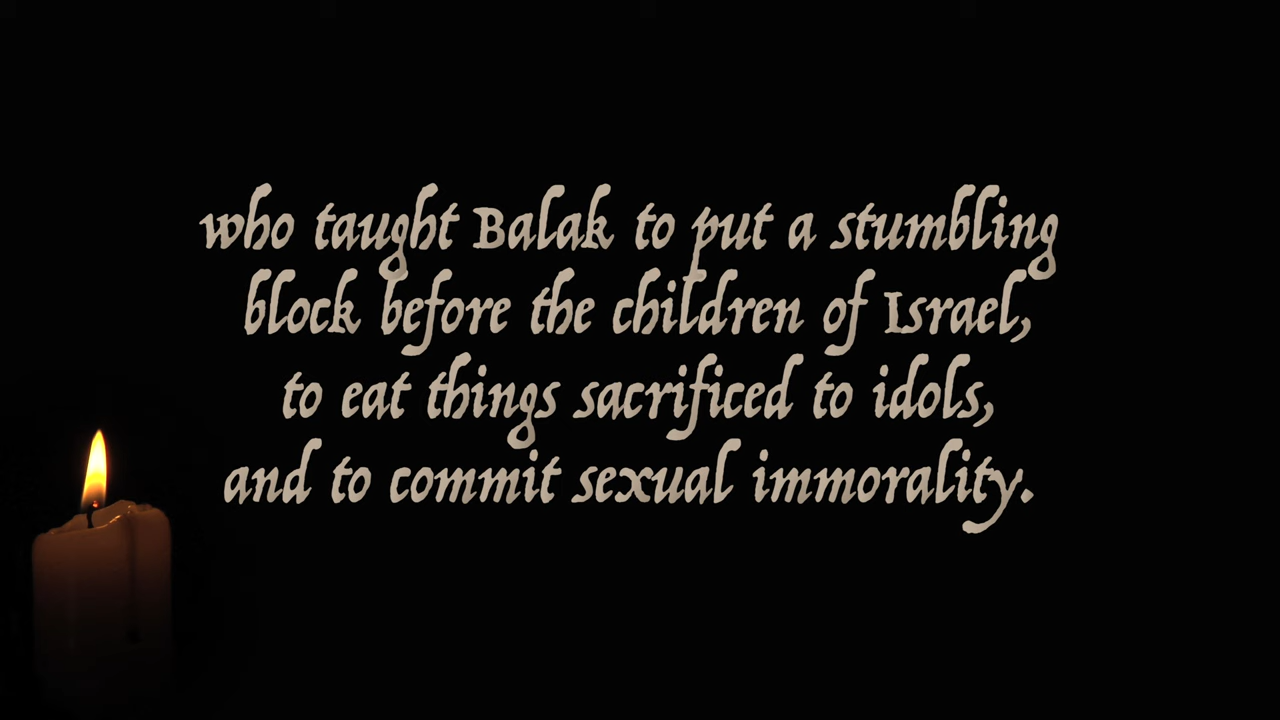 who taught Balak to put a stumbling
block before the children of Israel,
to eat things sacrificed to idols,
and to commit sexual immorality.